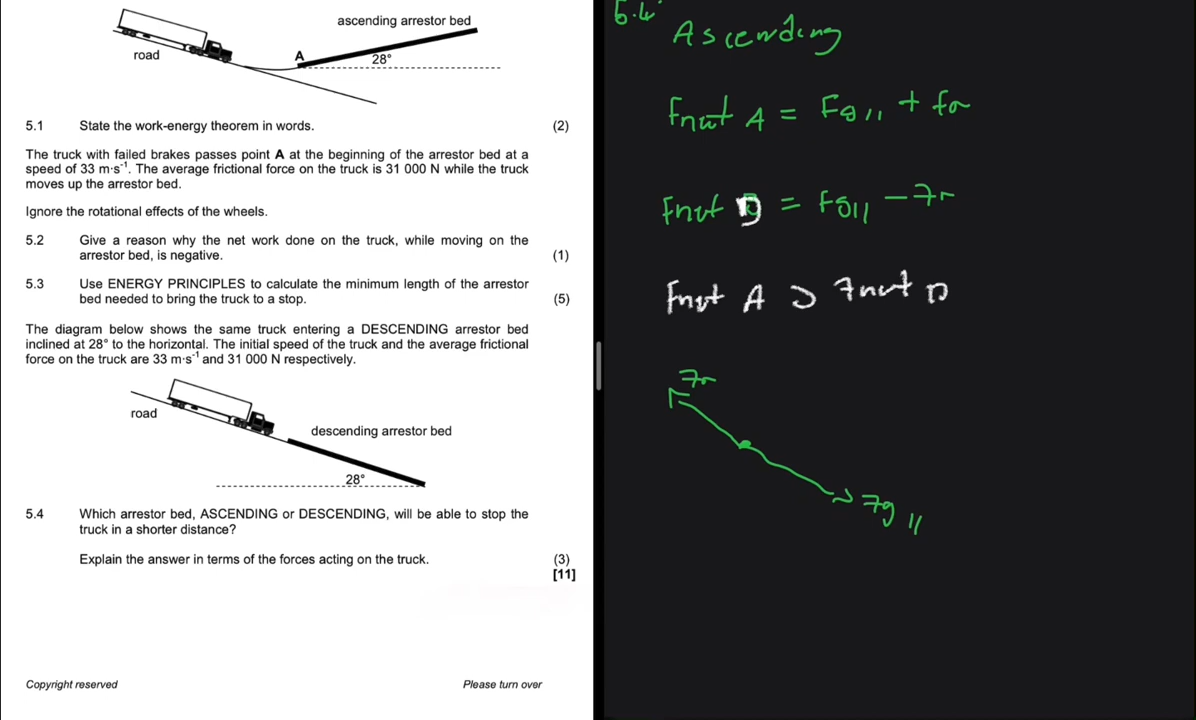 ascending arrestor bed
road
A
28°
5.1 State the work-energy theorem in words. (2)
The truck with failed brakes passes point A at the beginning of the arrestor bed at a
speed of 33 m·s⁻¹. The average frictional force on the truck is 31 000 N while the truck
moves up the arrestor bed.
Ignore the rotational effects of the wheels.
5.2 Give a reason why the net work done on the truck, while moving on the
arrestor bed, is negative. (1)
5.3 Use ENERGY PRINCIPLES to calculate the minimum length of the arrestor
bed needed to bring the truck to a stop. (5)
The diagram below shows the same truck entering a DESCENDING arrestor bed
inclined at 28° to the horizontal. The initial speed of the truck and the average frictional
force on the truck are 33 m·s⁻¹ and 31 000 N respectively.
road
descending arrestor bed
28°
5.4 Which arrestor bed, ASCENDING or DESCENDING, will be able to stop the
truck in a shorter distance?
Explain the answer in terms of the forces acting on the truck. (3)
[11]
Copyright reserved Please turn over
5.4
Ascending
Fnet A = Fg// + fr
Fnet D = Fg// - Fr
Fnet A > Fnet D
Fr
Fg //